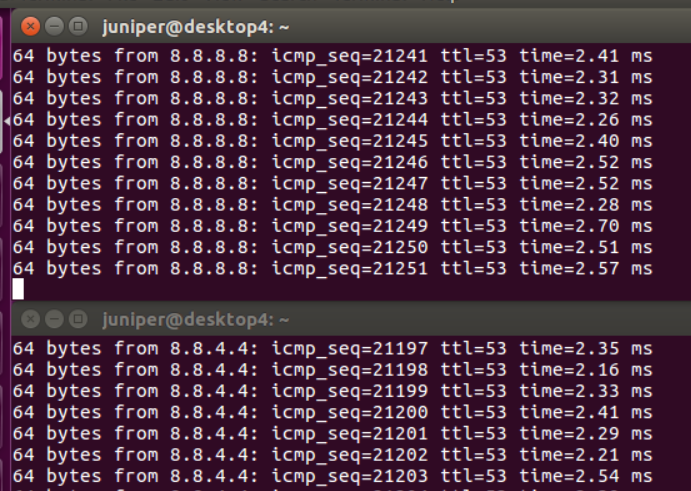 juniper@desktop4: ~
64 bytes from 8.8.8.8: icmp_seq=21241 ttl=53 time=2.41 ms
64 bytes from 8.8.8.8: icmp_seq=21242 ttl=53 time=2.31 ms
64 bytes from 8.8.8.8: icmp_seq=21243 ttl=53 time=2.32 ms
64 bytes from 8.8.8.8: icmp_seq=21244 ttl=53 time=2.26 ms
64 bytes from 8.8.8.8: icmp_seq=21245 ttl=53 time=2.40 ms
64 bytes from 8.8.8.8: icmp_seq=21246 ttl=53 time=2.52 ms
64 bytes from 8.8.8.8: icmp_seq=21247 ttl=53 time=2.52 ms
64 bytes from 8.8.8.8: icmp_seq=21248 ttl=53 time=2.28 ms
64 bytes from 8.8.8.8: icmp_seq=21249 ttl=53 time=2.70 ms
64 bytes from 8.8.8.8: icmp_seq=21250 ttl=53 time=2.51 ms
64 bytes from 8.8.8.8: icmp_seq=21251 ttl=53 time=2.57 ms
juniper@desktop4: ~
64 bytes from 8.8.4.4: icmp_seq=21197 ttl=53 time=2.35 ms
64 bytes from 8.8.4.4: icmp_seq=21198 ttl=53 time=2.16 ms
64 bytes from 8.8.4.4: icmp_seq=21199 ttl=53 time=2.33 ms
64 bytes from 8.8.4.4: icmp_seq=21200 ttl=53 time=2.41 ms
64 bytes from 8.8.4.4: icmp_seq=21201 ttl=53 time=2.29 ms
64 bytes from 8.8.4.4: icmp_seq=21202 ttl=53 time=2.21 ms
64 bytes from 8.8.4.4: icmp_seq=21203 ttl=53 time=2.54 ms